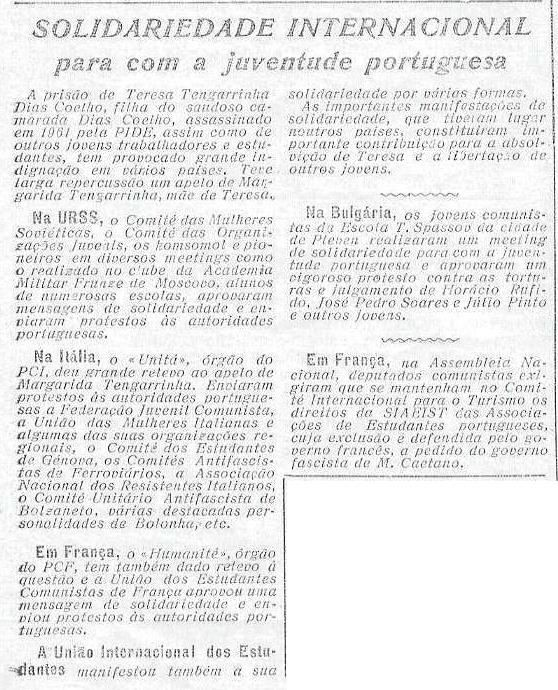 SOLIDARIEDADE INTERNACIONAL
para com a juventude portuguesa
A prisão de Teresa Tengarrinha
Dias Coelho, filha do saudoso ca-
marada Dias Coelho, assassinado
em 1961 pela PIDE, assim como de
outros jovens trabalhadores e estu-
dantes, tem provocado grande in-
dignação em vários países. Teve
larga repercussão um apelo de Mar-
garida Tengarrinha, mãe de Teresa.
Na URSS, o Comité das Mulheres
Soviéticas, o Comité das Organi-
zações Juvenis, os komsomol e pio-
neiros em diversos meetings como
o realizado no clube da Academia
Militar Frunze de Moscovo, alunos
de numerosas escolas, aprovaram
mensagens de solidariedade e en-
viaram protestos às autoridades
portuguesas.
Na Itália, o «Unitá», órgão do
PCI, deu grande relevo ao apelo de
Margarida Tengarrinha. Enviaram
protestos às autoridades portugue-
sas a Federação Juvenil Comunista,
a União das Mulheres Italianas e
algumas das suas organizações re-
gionais, o Comité dos Estudantes
de Génova, os Comités Antifascis-
tas de Ferroviários, a Associação
Nacional dos Resistentes Italianos,
o Comité Unitário Antifascista de
Bolzaneto, várias destacadas per-
sonalidades de Bolonha, etc.
Em França, o «Humanité», órgão
do PCF, tem também dado relevo à
questão e a União dos Estudantes
Comunistas de França aprovou uma
mensagem de solidariedade e en-
viou protestos às autoridades por-
tuguesas.
A União Internacional dos Estu-
dantes manifestou também a sua
solidariedade por várias formas.
As importantes manifestações de
solidariedade, que tiveram lugar
noutros países, constituiram im-
portante contribuição para a absol-
vição de Teresa e a libertação de
outros jovens.
Na Bulgária, os jovens comunis-
tas da Escola T. Spassov da cidade
de Pleven realizaram um meeting
de solidariedade para com a juven-
tude portuguesa e aprovaram um
vigoroso protesto contra as tortu-
ras e julgamento de Horácio Rufi-
do, José Pedro Soares e Júlio Pinto
e outros jovens.
Em França, na Assembleia Na-
cional, deputados comunistas exi-
giram que se mantenham no Comi-
té Internacional para o Turismo os
direitos da SIAEIST das Associa-
ções de Estudantes portugueses,
cuja exclusão é defendida pelo go-
verno francês, a pedido do governo
fascista de M. Caetano.